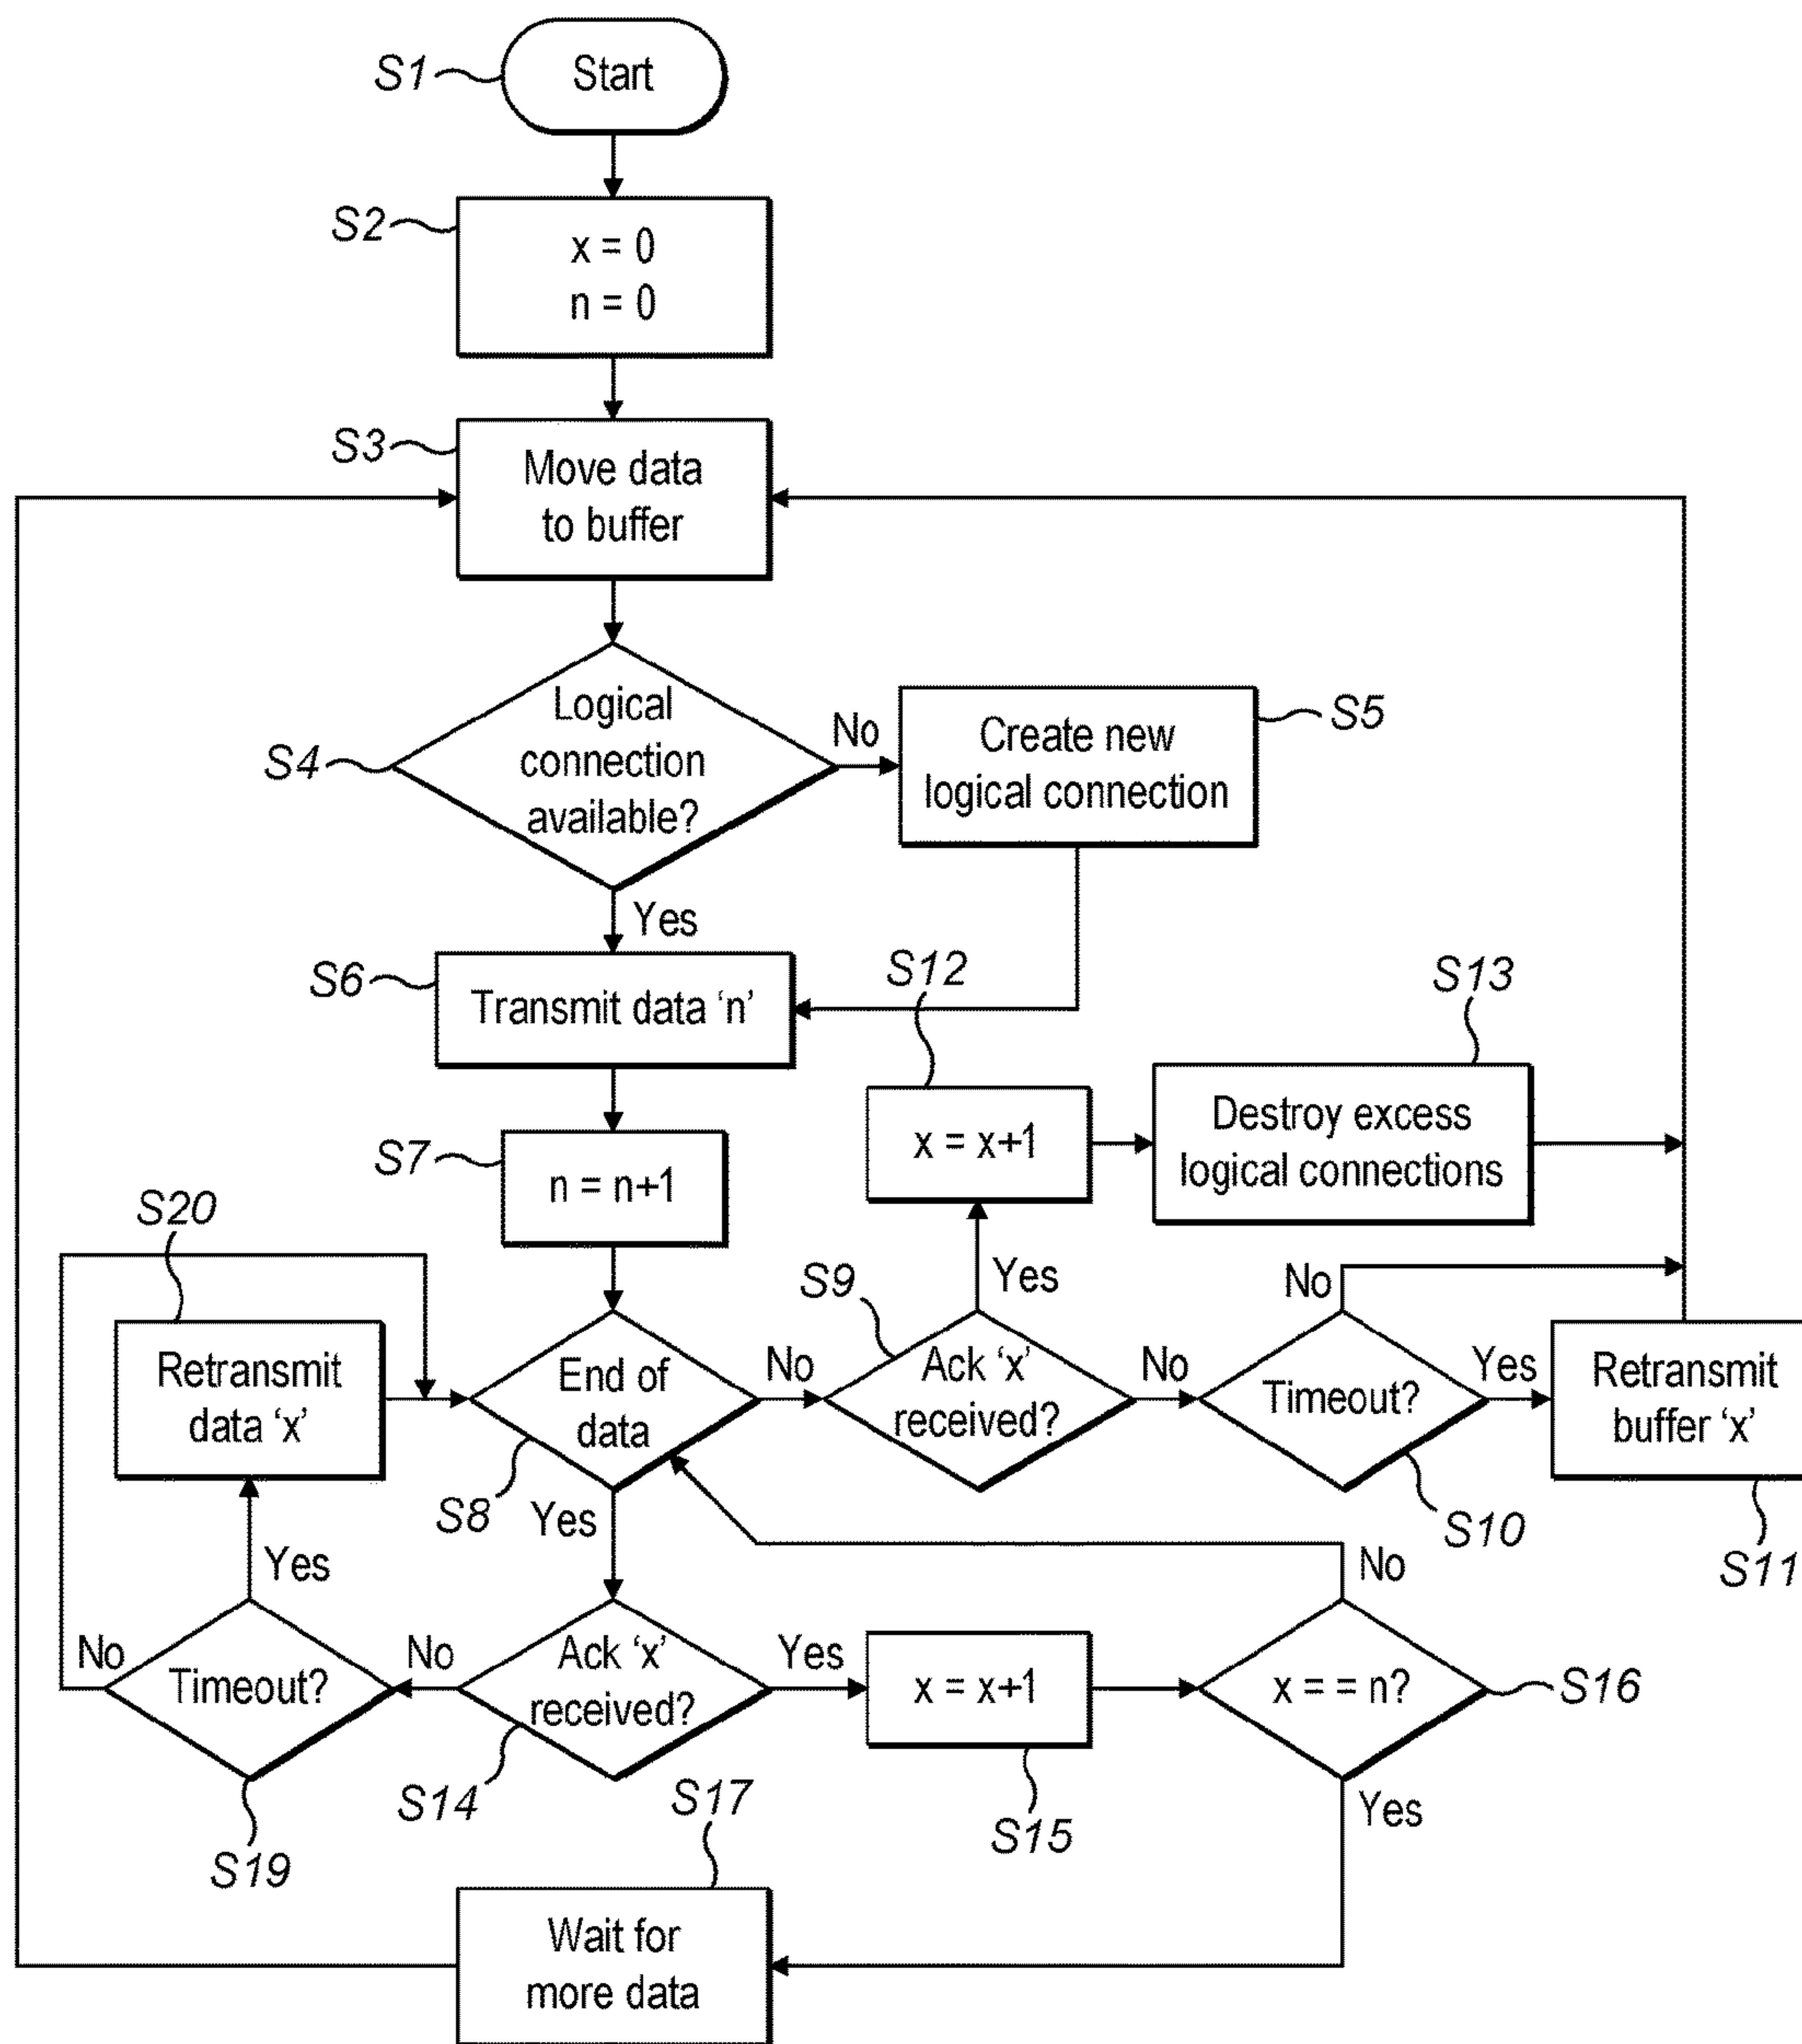 S1
Start
S2
x = 0
n = 0
S3
Move data
to buffer
S4
Logical
connection
available?
No
Create new
logical connection
S5
Yes
S6
Transmit data ‘n’
S12
S13
x = x+1
Destroy excess
logical connections
S7
n = n+1
S20
Retransmit
data ‘x’
S8
End of
data
No
S9
Ack ‘x’
received?
Yes
No
Timeout?
No
S10
Yes
Retransmit
buffer ‘x’
S11
Yes
Yes
No
No
Timeout?
S19
No
Ack ‘x’
received?
S14
Yes
x = x+1
S15
x = = n?
S16
Yes
S17
Wait for
more data